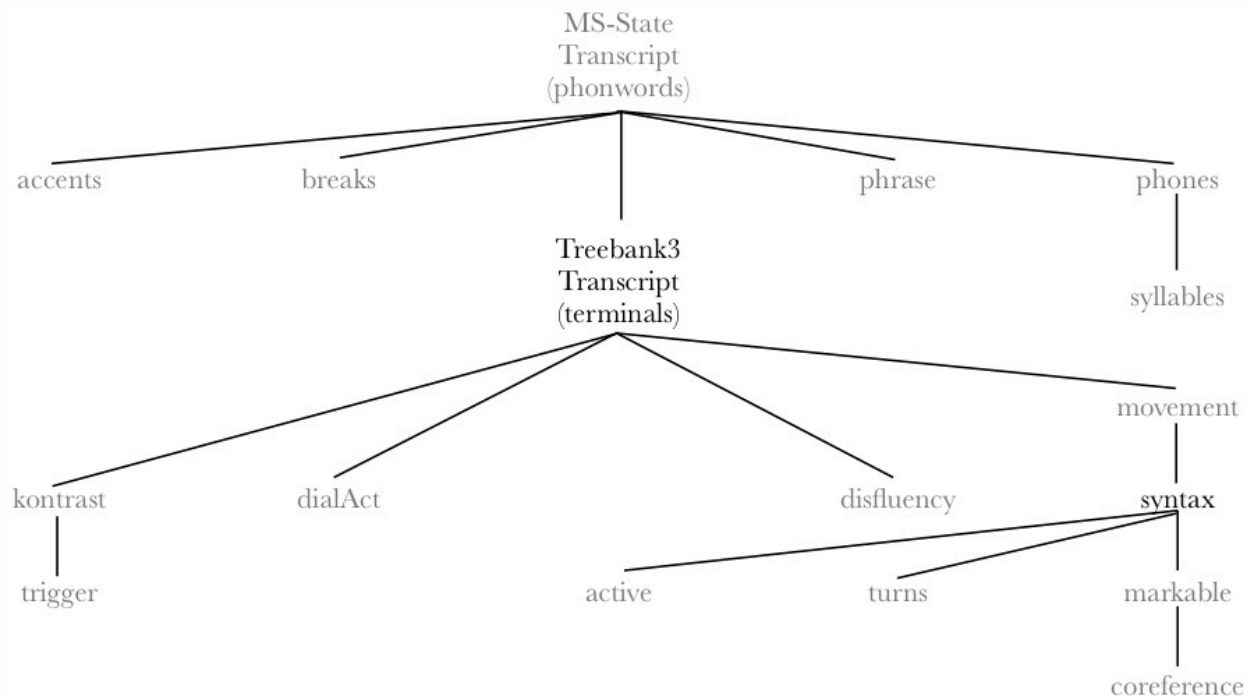 MS-State
Transcript
(phonwords)
accents
breaks
phrase
phones
Treebank3
Transcript
(terminals)
syllables
movement
kontrast
dialAct
disfluency
syntax
trigger
active
turns
markable
coreference